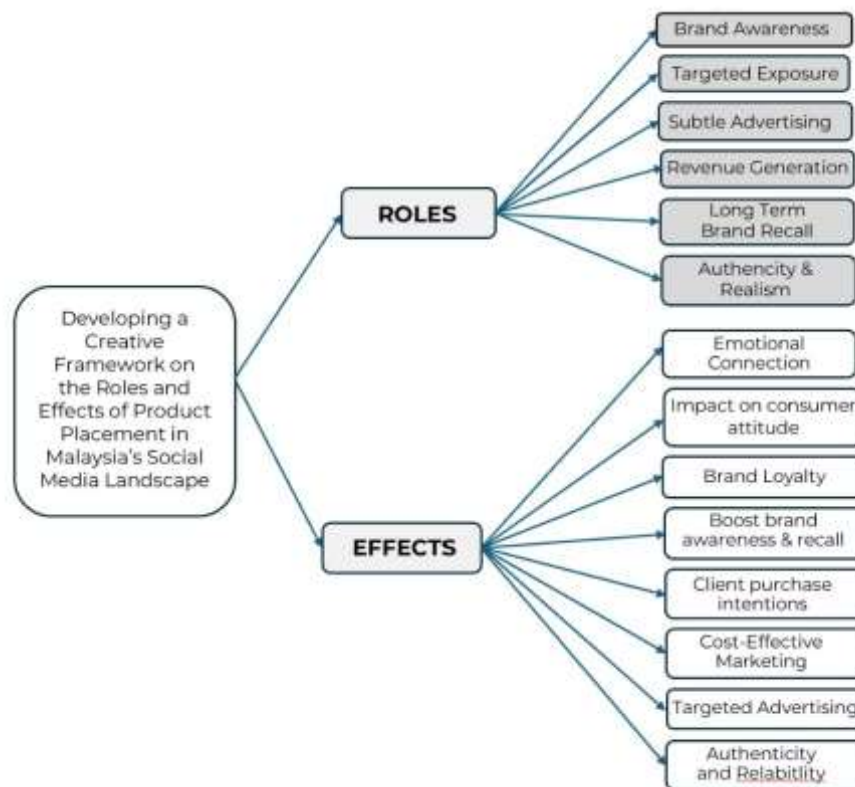 Developing a
Creative
Framework on
the Roles and
Effects of Product
Placement in
Malaysia's Social
Media Landscape
ROLES
Brand Awareness
Targeted Exposure
Subtle Advertising
Revenue Generation
Long Term
Brand Recall
Authencity &
Realism
EFFECTS
Emotional
Connection
Impact on consumer
attitude
Brand Loyalty
Boost brand
awareness & recall
Client purchase
intentions
Cost-Effective
Marketing
Targeted Advertising
Authenticity
and Relabitlity